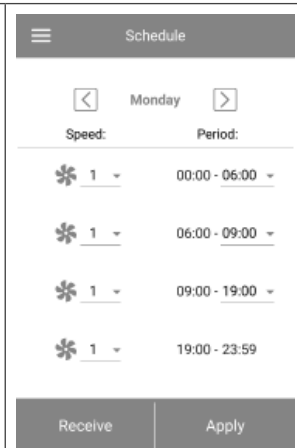 Schedule
Monday
Speed: Period:
1 00:00 - 06:00
1 06:00 - 09:00
1 09:00 - 19:00
1 19:00 - 23:59
Receive Apply